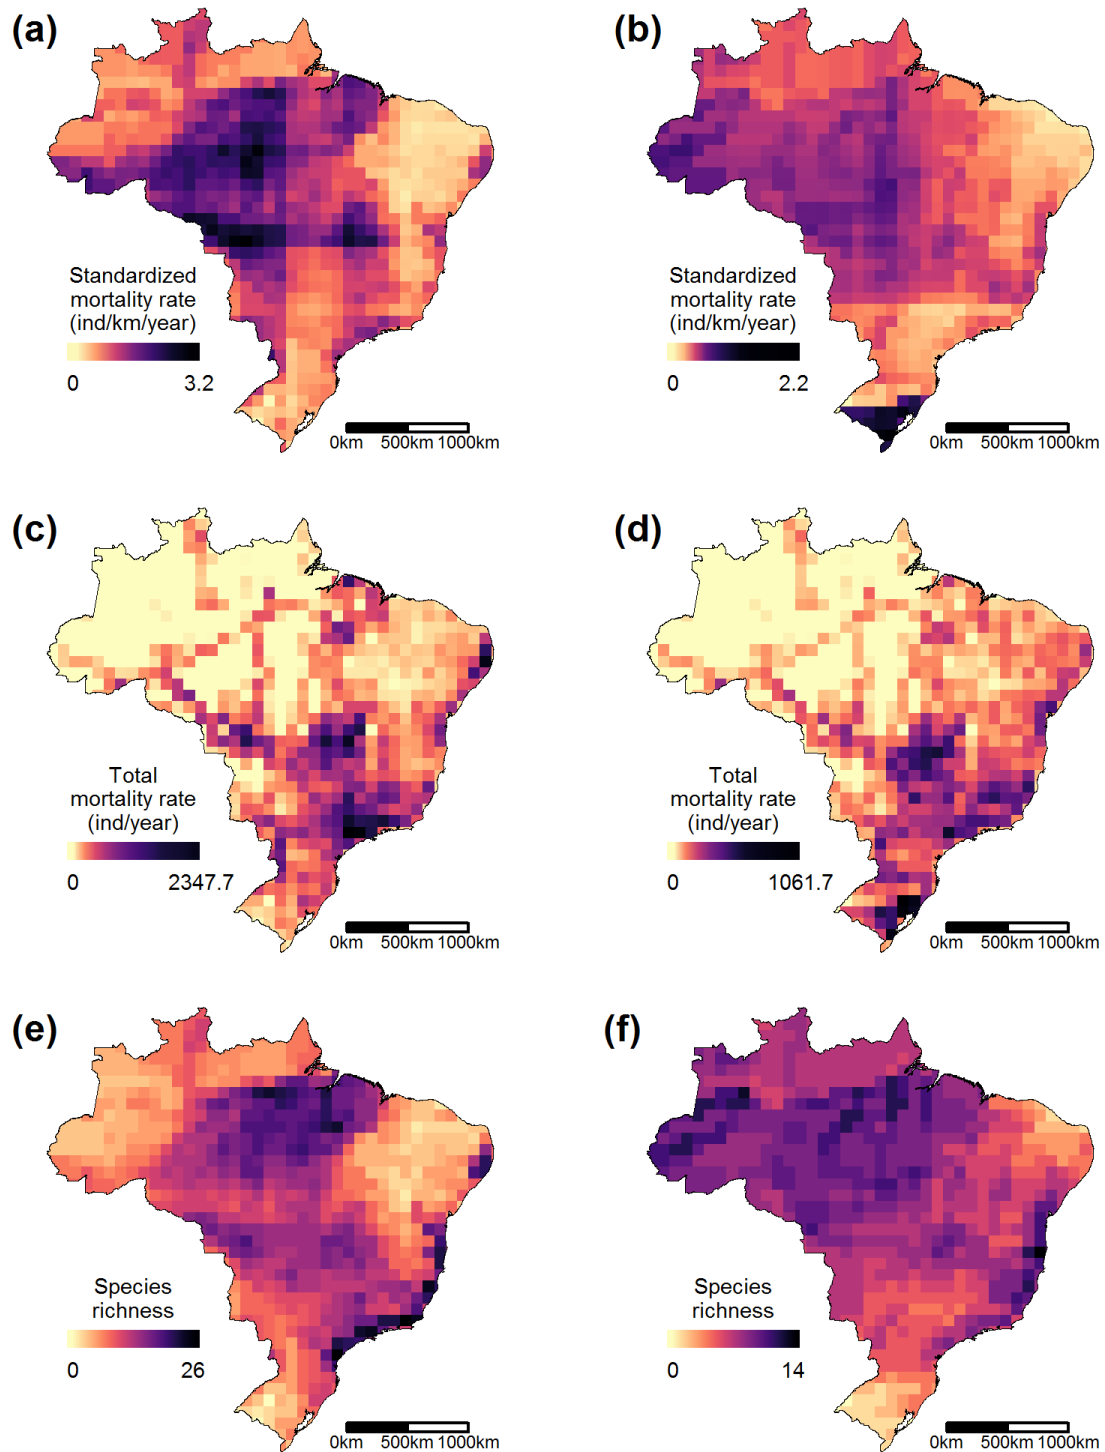 (a)
Standardized
mortality rate
(ind/km/year)
0 3.2
0km 500km 1000km
(b)
Standardized
mortality rate
(ind/km/year)
0 2.2
0km 500km 1000km
(c)
Total
mortality rate
(ind/year)
0 2347.7
0km 500km 1000km
(d)
Total
mortality rate
(ind/year)
0 1061.7
0km 500km 1000km
(e)
Species
richness
0 26
0km 500km 1000km
(f)
Species
richness
0 14
0km 500km 1000km